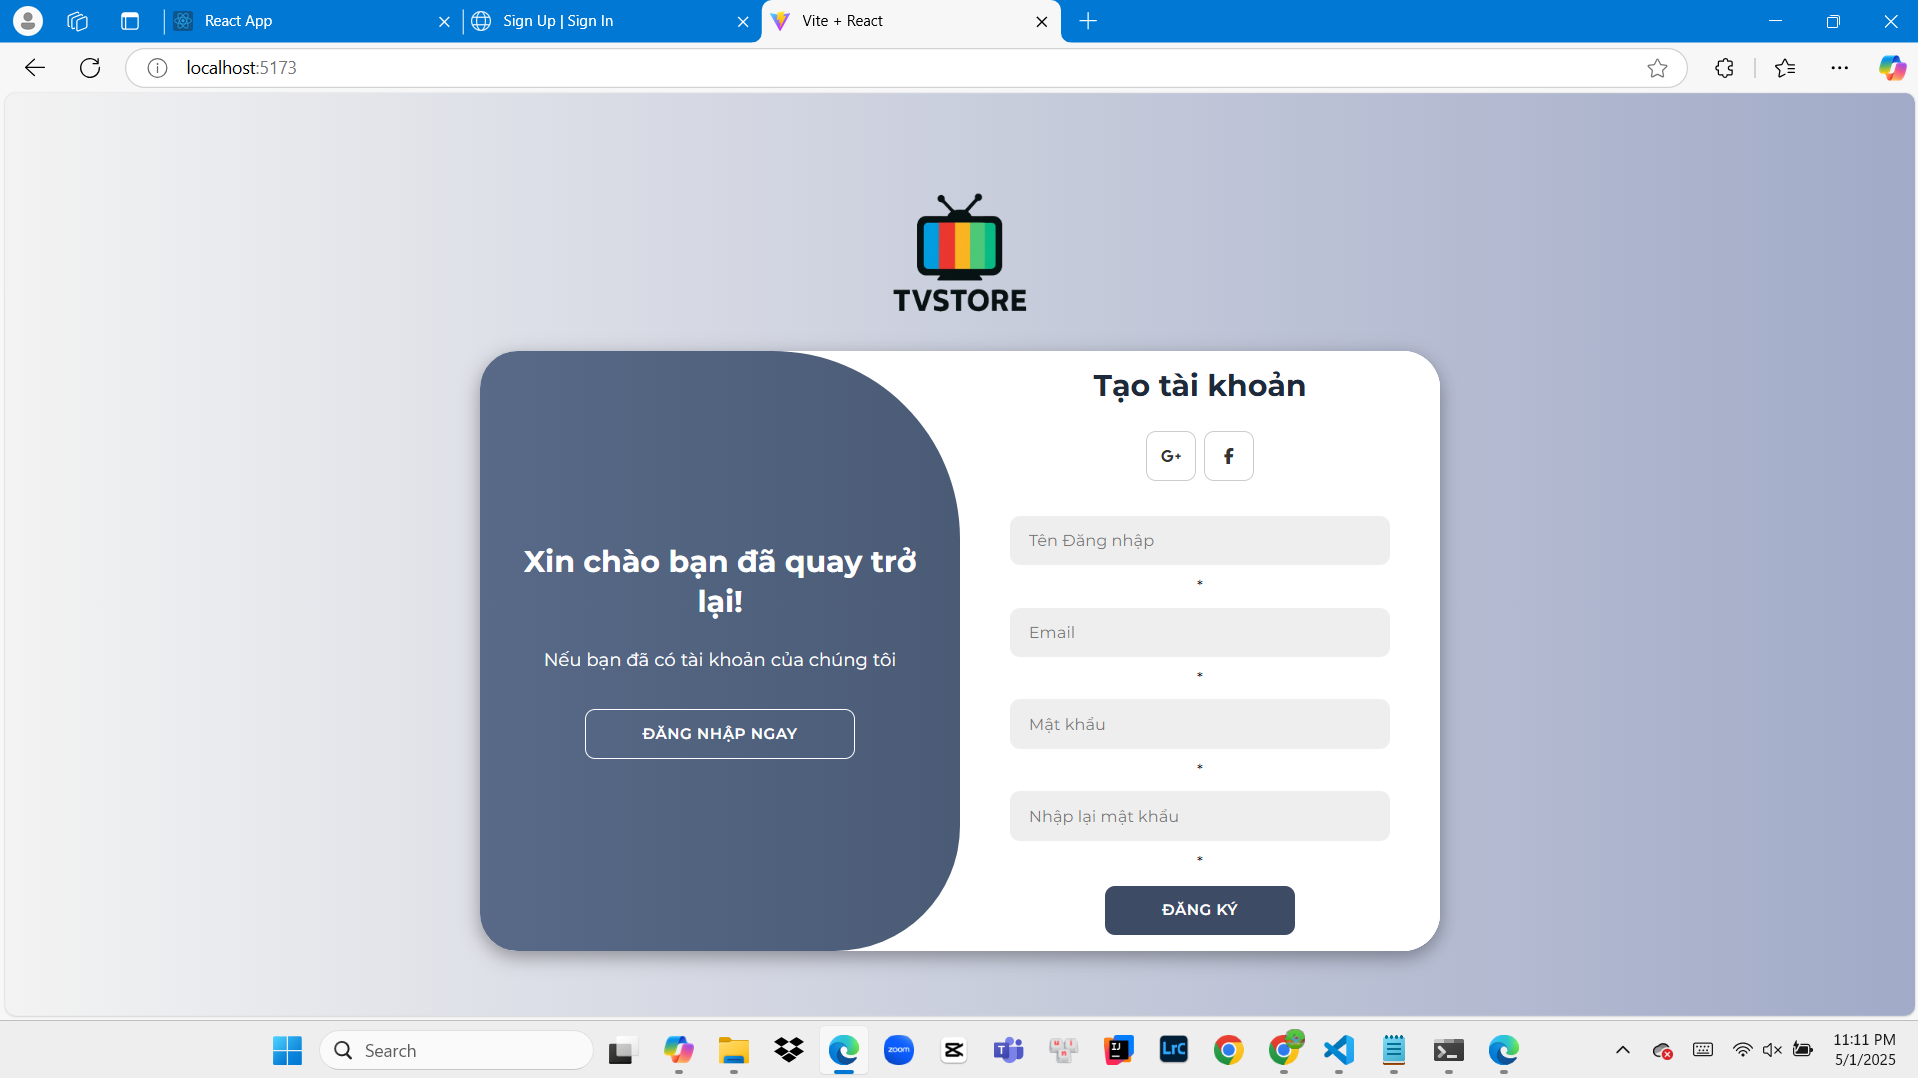 React App
Sign Up | Sign In
Vite + React
localhost:5173
TVSTORE
Xin chào bạn đã quay trở
lại!
Nếu bạn đã có tài khoản của chúng tôi
ĐĂNG NHẬP NGAY
Tạo tài khoản
G+
f
Tên Đăng nhập
*
Email
*
Mật khẩu
*
Nhập lại mật khẩu
*
ĐĂNG KÝ
Search
zoom
LrC
11:11 PM
5/1/2025